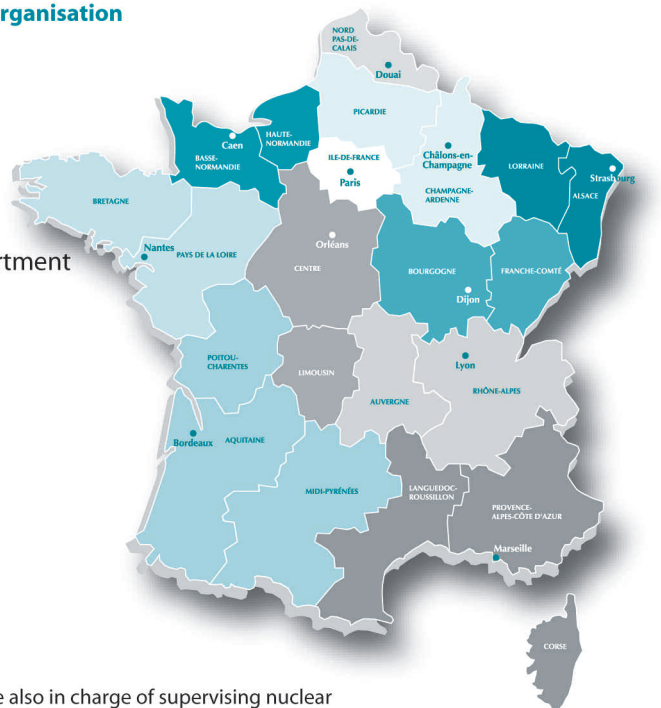 rganisation
NORD
PAS-DE-
CALAIS
Douai
PICARDIE
Caen
HAUTE-
NORMANDIE
BASSE-
NORMANDIE
ILE-DE-FRANCE
Paris
Châlons-en-
Champagne
CHAMPAGNE-
ARDENNE
LORRAINE
Strasbourg
ALSACE
BRETAGNE
Nantes
PAYS DE LA LOIRE
rtment
Orléans
CENTRE
BOURGOGNE
Dijon
FRANCHE-COMTÉ
POITOU-
CHARENTES
LIMOUSIN
AUVERGNE
Lyon
RHÔNE-ALPES
Bordeaux
AQUITAINE
MIDI-PYRÉNÉES
LANGUEDOC-
ROUSSILLON
PROVENCE-
ALPES-CÔTE D'AZUR
Marseille
CORSE
e also in charge of supervising nuclear